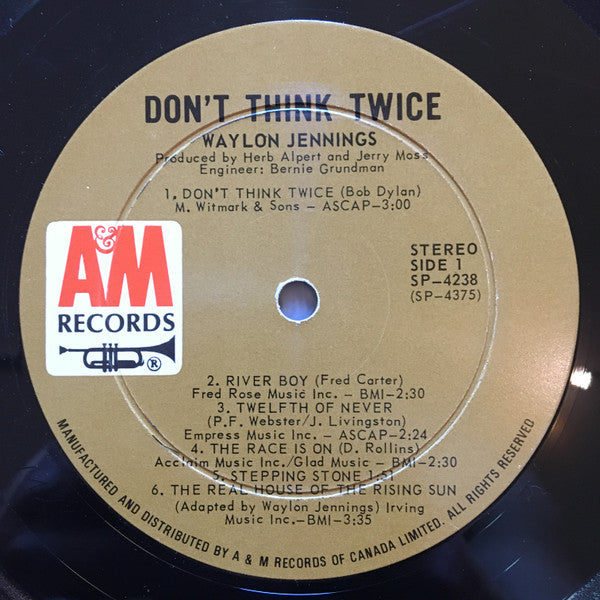 DON'T THINK TWICE
WAYLON JENNINGS
Produced by Herb Alpert and Jerry Moss
Engineer: Bernie Grundman
1. DON'T THINK TWICE (Bob Dylan)
M. Witmark & Sons – ASCAP–3:00
A&M
RECORDS
®
STEREO
SIDE 1
SP–4238
(SP–4375)
2. RIVER BOY (Fred Carter)
Fred Rose Music Inc. – BMI–2:30
3. TWELFTH OF NEVER
(P.F. Webster/J. Livingston)
Empress Music Inc. – ASCAP–2:24
4. THE RACE IS ON (D. Rollins)
Acclaim Music Inc./Glad Music – BMI–2:30
5. STEPPING STONE 1:51
6. THE REAL HOUSE OF THE RISING SUN
(Adapted by Waylon Jennings) Irving
Music Inc.–BMI–3:35
MANUFACTURED AND DISTRIBUTED BY A & M RECORDS OF CANADA LIMITED. ALL RIGHTS RESERVED